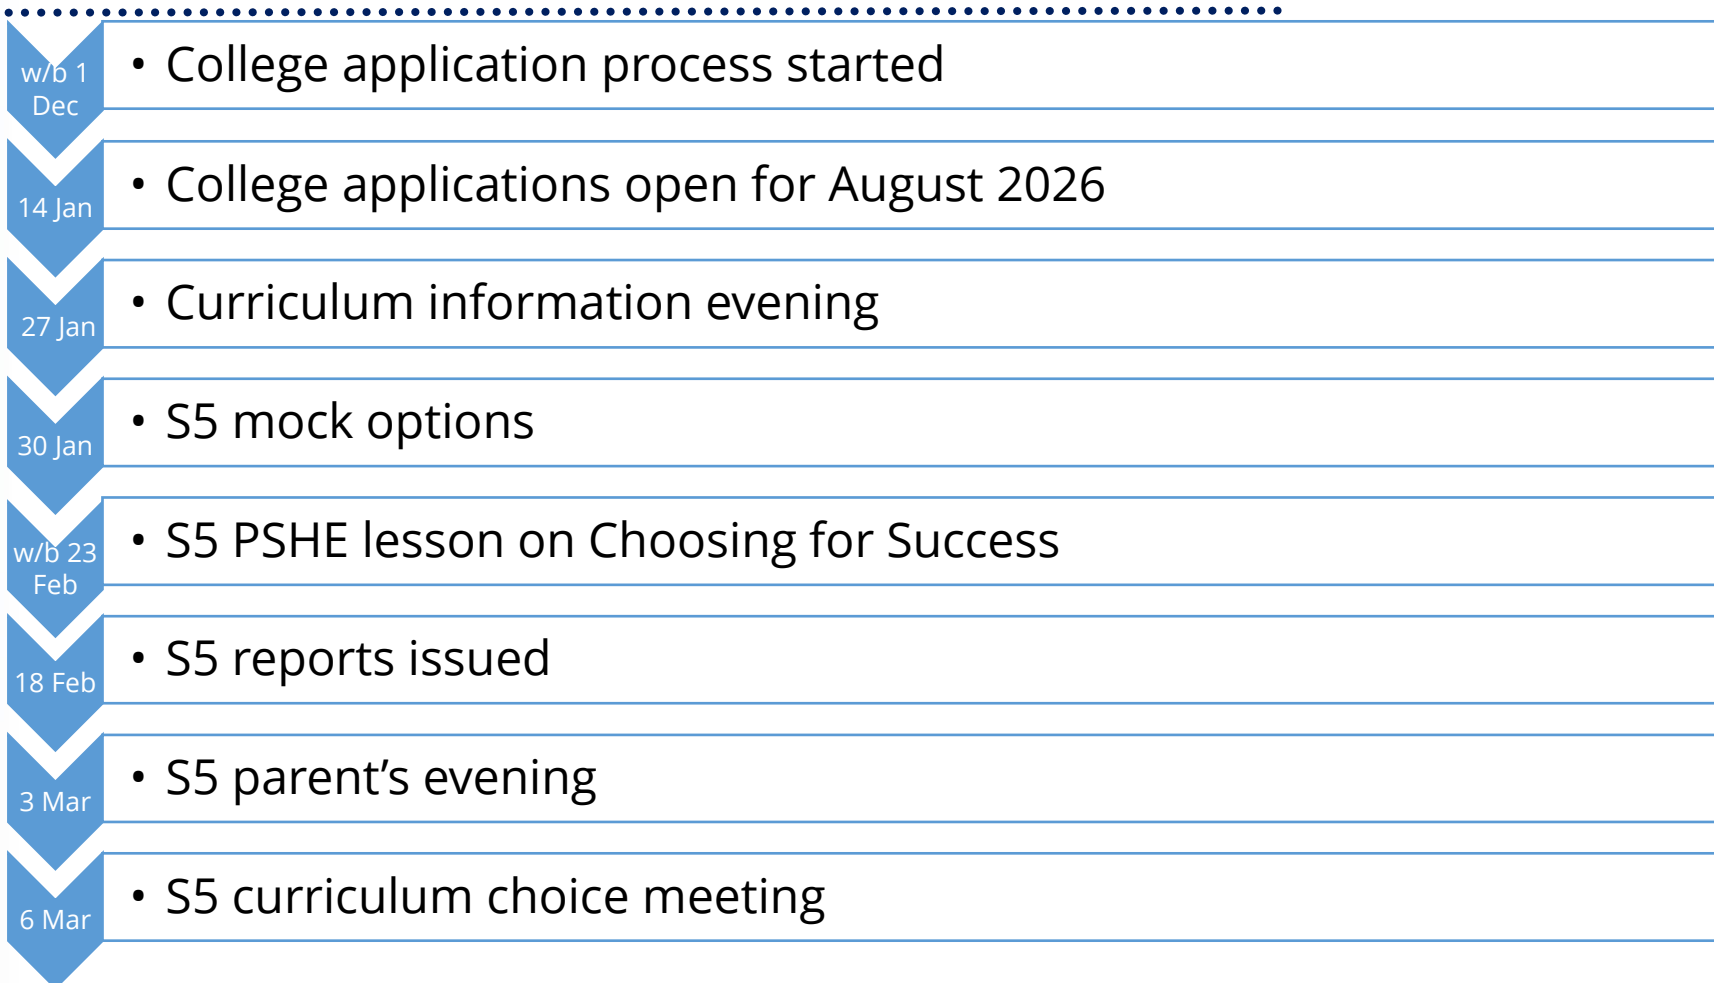 w/b 1
Dec
• College application process started
14 Jan
• College applications open for August 2026
27 Jan
• Curriculum information evening
30 Jan
• S5 mock options
w/b 23
Feb
• S5 PSHE lesson on Choosing for Success
18 Feb
• S5 reports issued
3 Mar
• S5 parent’s evening
6 Mar
• S5 curriculum choice meeting